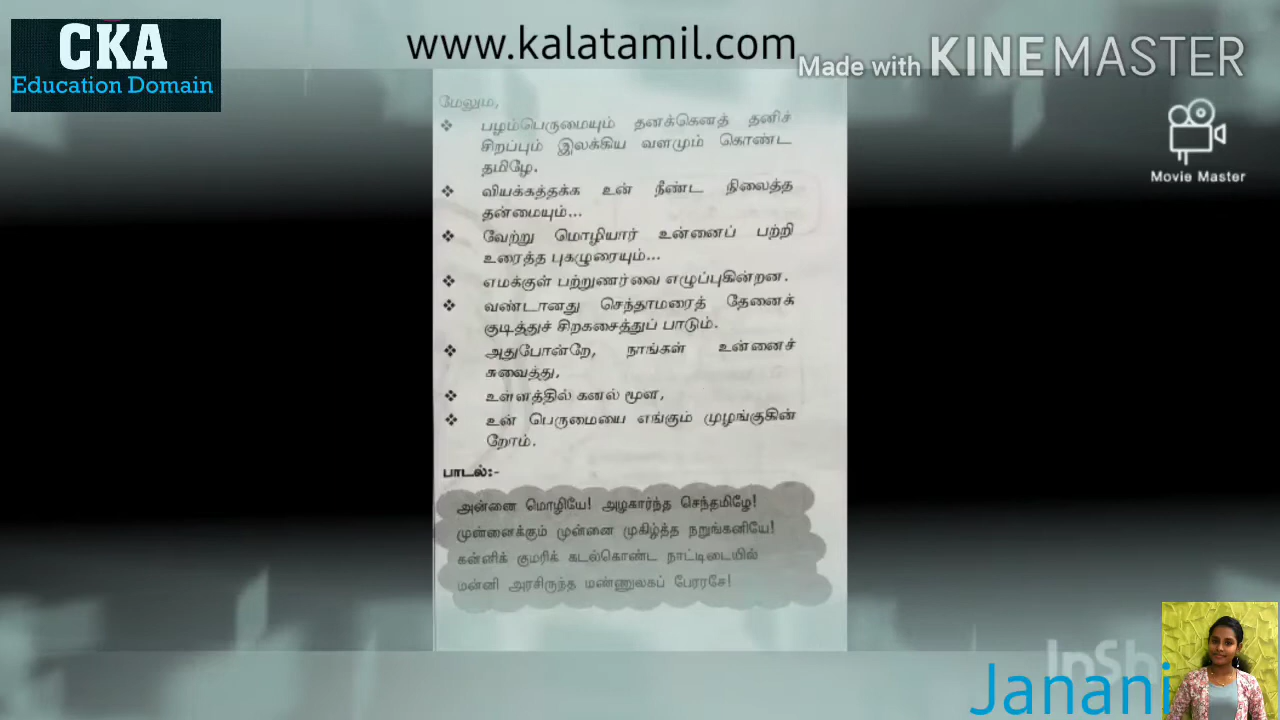 CKA
Education Domain
www.kalatamil.com
Made with KINEMASTER
Movie Master
மேலும்,
❖ பழம்பெருமையும் தனக்கெனத் தனிச்
சிறப்பும் இலக்கிய வளமும் கொண்ட
தமிழே.
❖ வியக்கத்தக்க உன் நீண்ட நிலைத்த
தன்மையும்...
❖ வேற்று மொழியார் உன்னைப் பற்றி
உரைத்த புகழுரையும்...
❖ எமக்குள் பற்றுணர்வை எழுப்புகின்றன.
❖ வண்டானது செந்தாமரைத் தேனைக்
குடித்துச் சிறகசைத்துப் பாடும்.
❖ அதுபோன்றே, நாங்கள் உன்னைச்
சுவைத்து,
❖ உள்ளத்தில் கனல் மூள,
❖ உன் பெருமையை எங்கும் முழங்குகின்
றோம்.
பாடல்:-
அன்னை மொழியே! அழகார்ந்த செந்தமிழே!
முன்னைக்கும் முன்னை முகிழ்த்த நறுங்கனியே!
கன்னிக் குமரிக் கடல்கொண்ட நாட்டிடையில்
மன்னி அரசிருந்த மண்ணுலகப் பேரரசே!
InSh
Janani